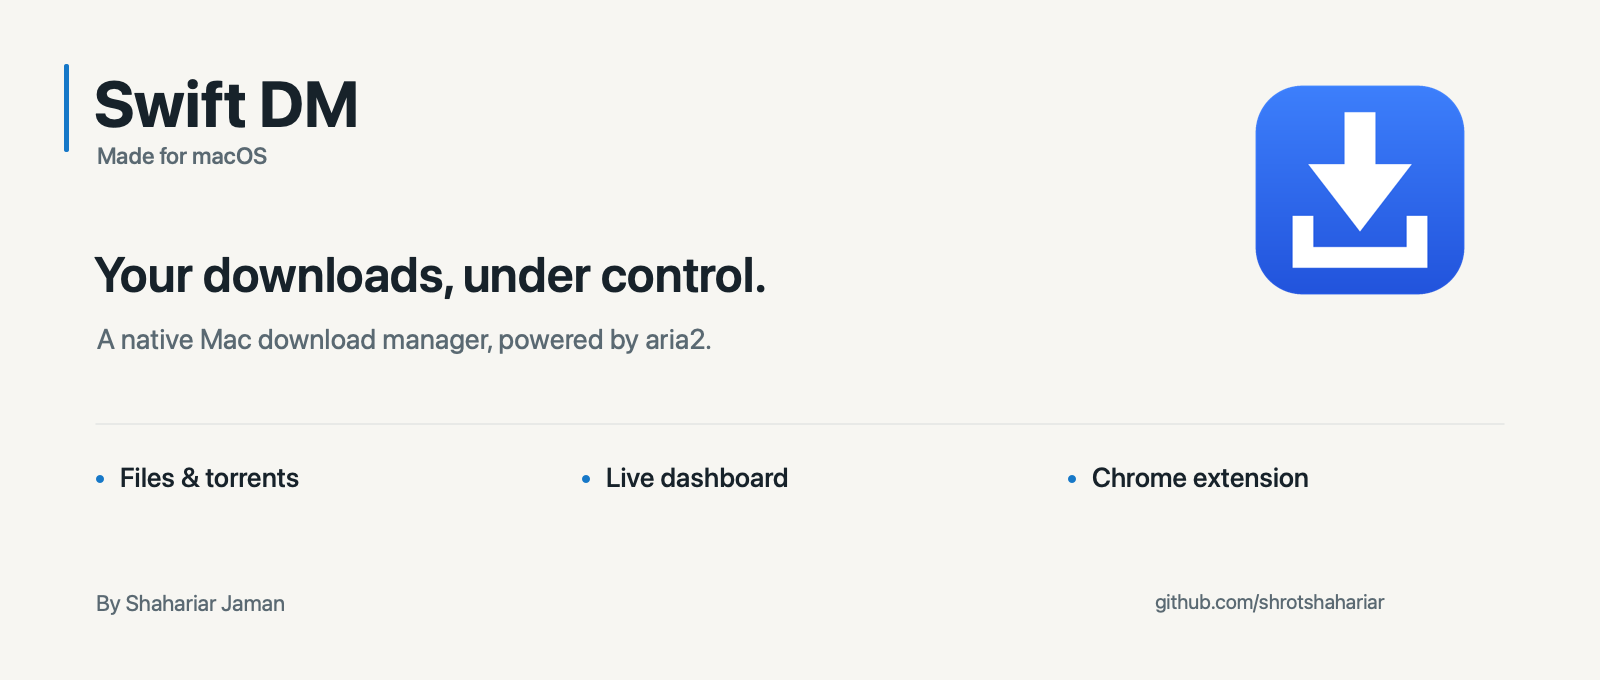 Swift DM
Made for macOS
Your downloads, under control.
A native Mac download manager, powered by aria2.
Files & torrents
Live dashboard
Chrome extension
By Shahariar Jaman
github.com/shrotshahariar